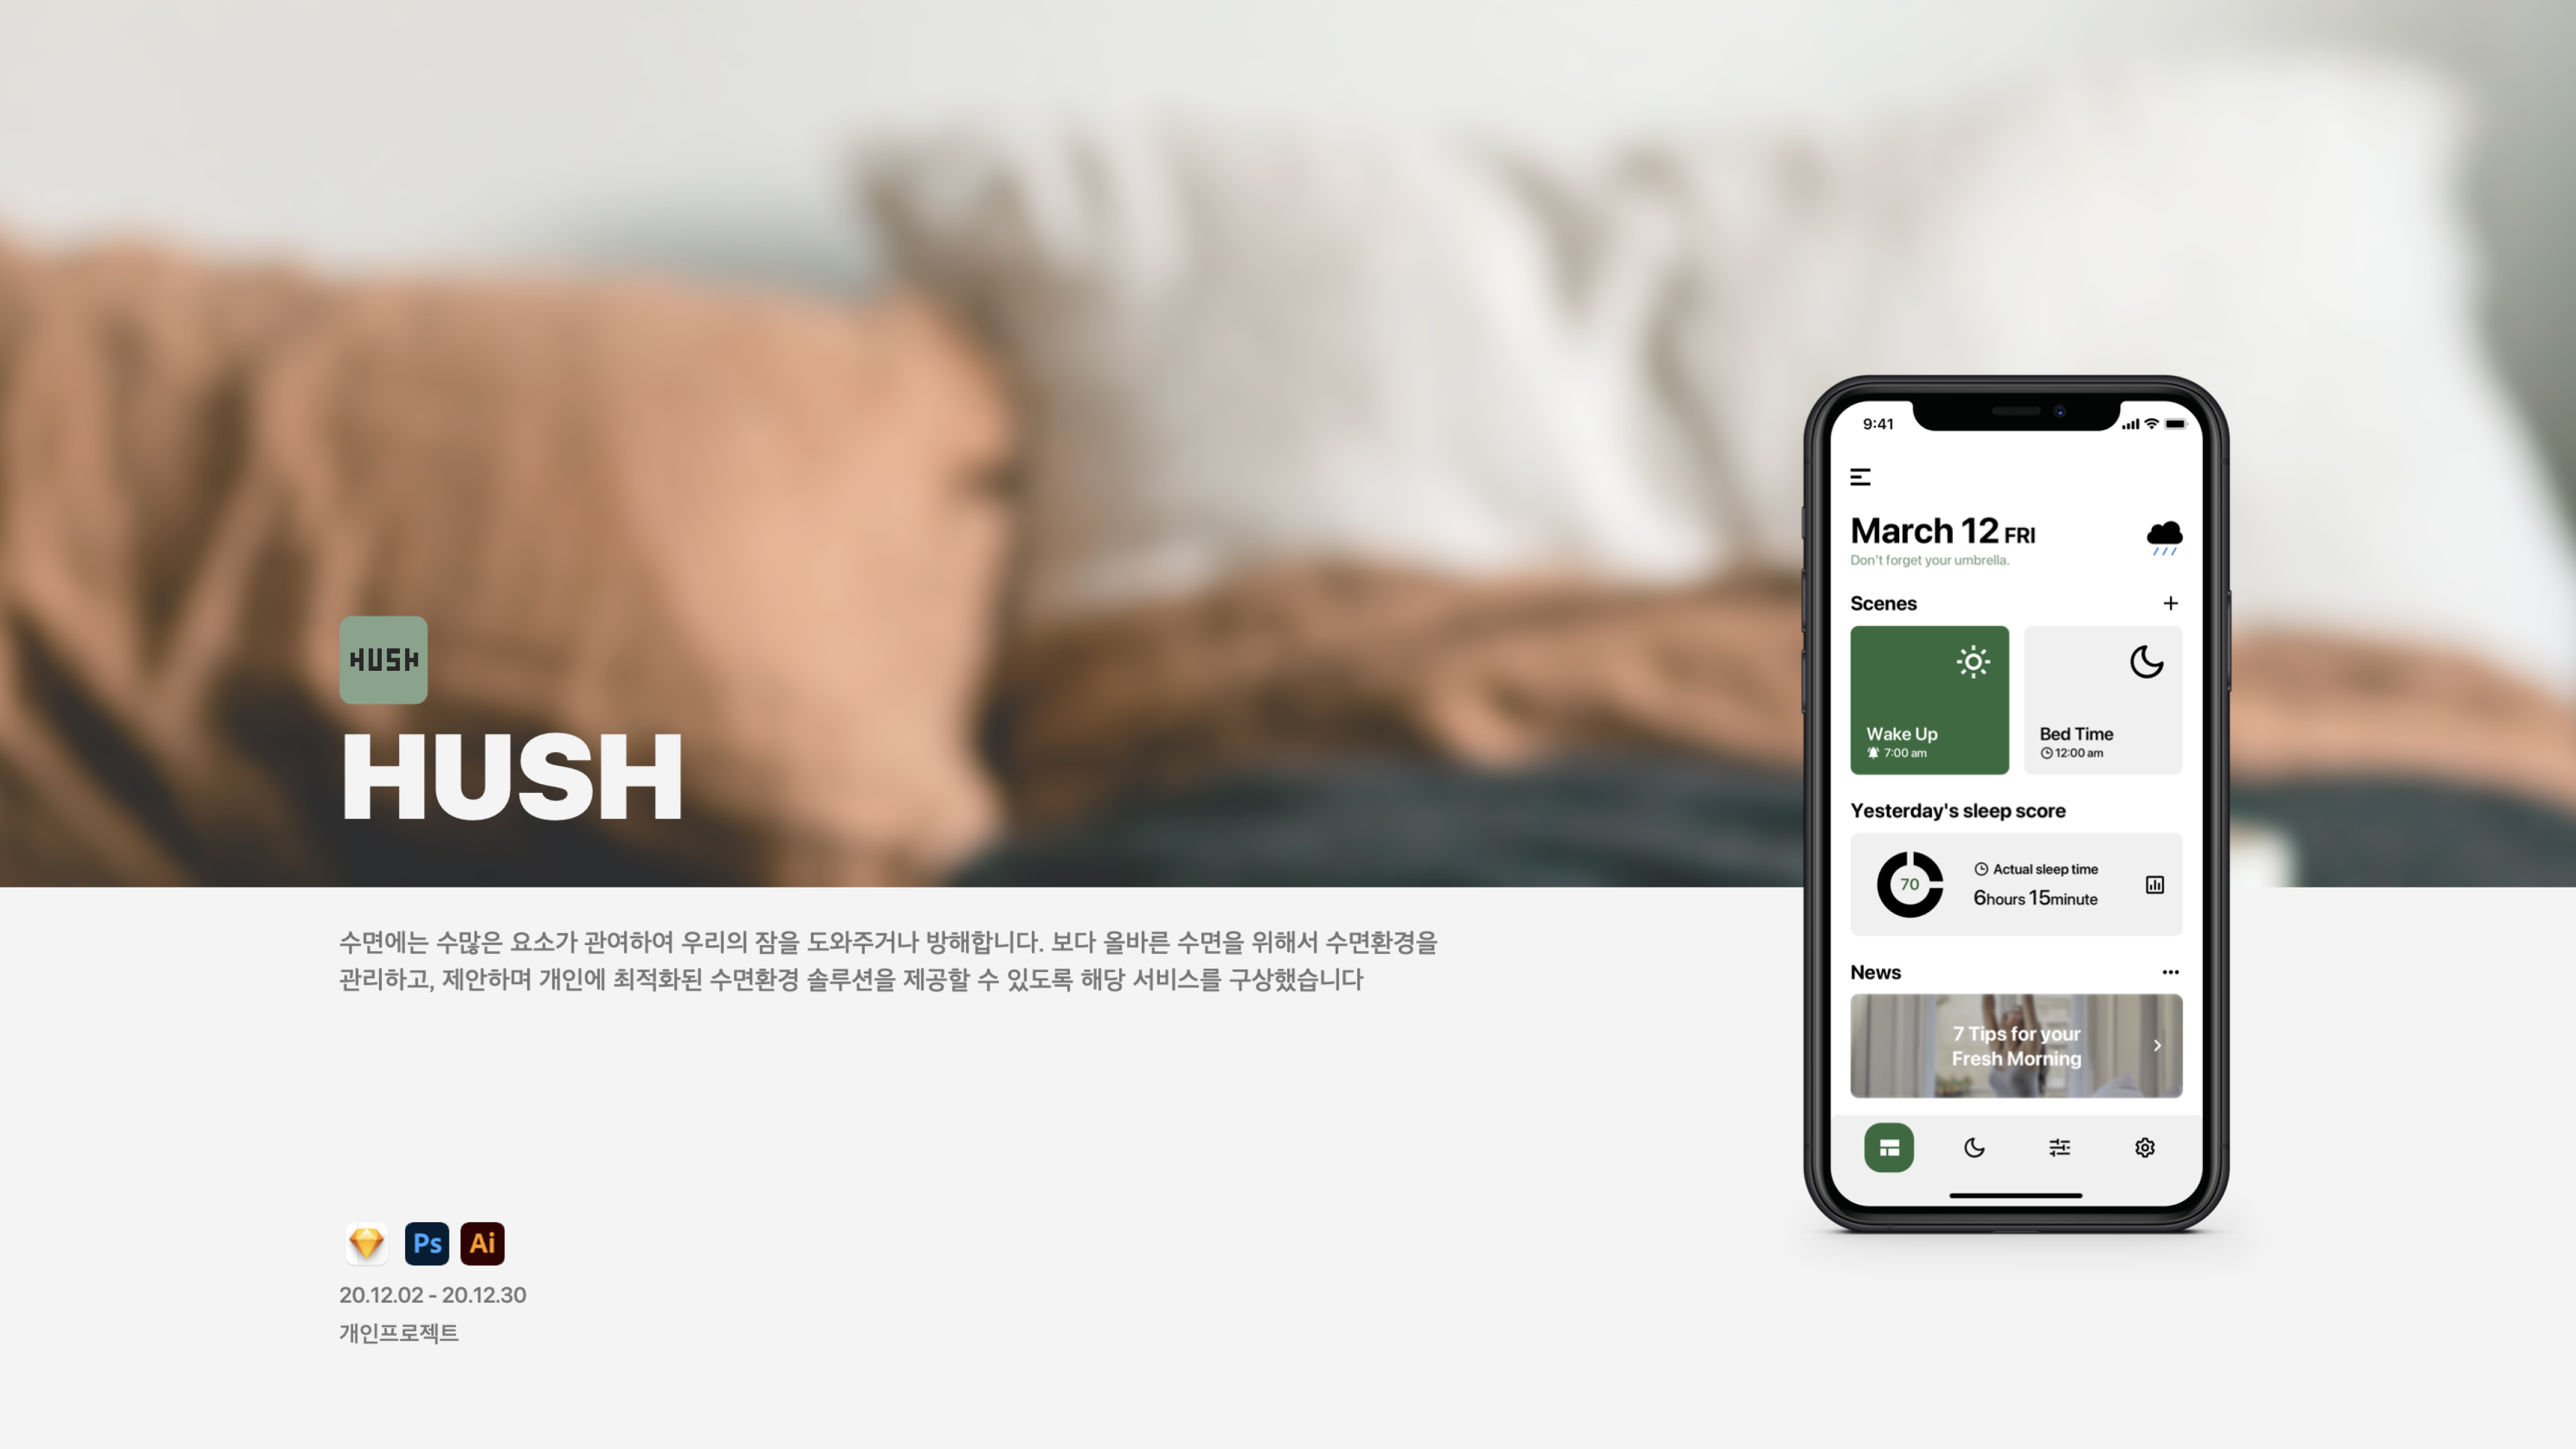 HUSH
HUSH
수면에는 수많은 요소가 관여하여 우리의 잠을 도와주거나 방해합니다. 보다 올바른 수면을 위해서 수면환경을
관리하고, 제안하며 개인에 최적화된 수면환경 솔루션을 제공할 수 있도록 해당 서비스를 구상했습니다
Ps Ai
20.12.02 - 20.12.30
개인프로젝트
9:41
March 12 FRI
Don't forget your umbrella.
Scenes
Wake Up
7:00 am
Bed Time
12:00 am
Yesterday's sleep score
70
Actual sleep time
6hours 15minute
News
7 Tips for your
Fresh Morning